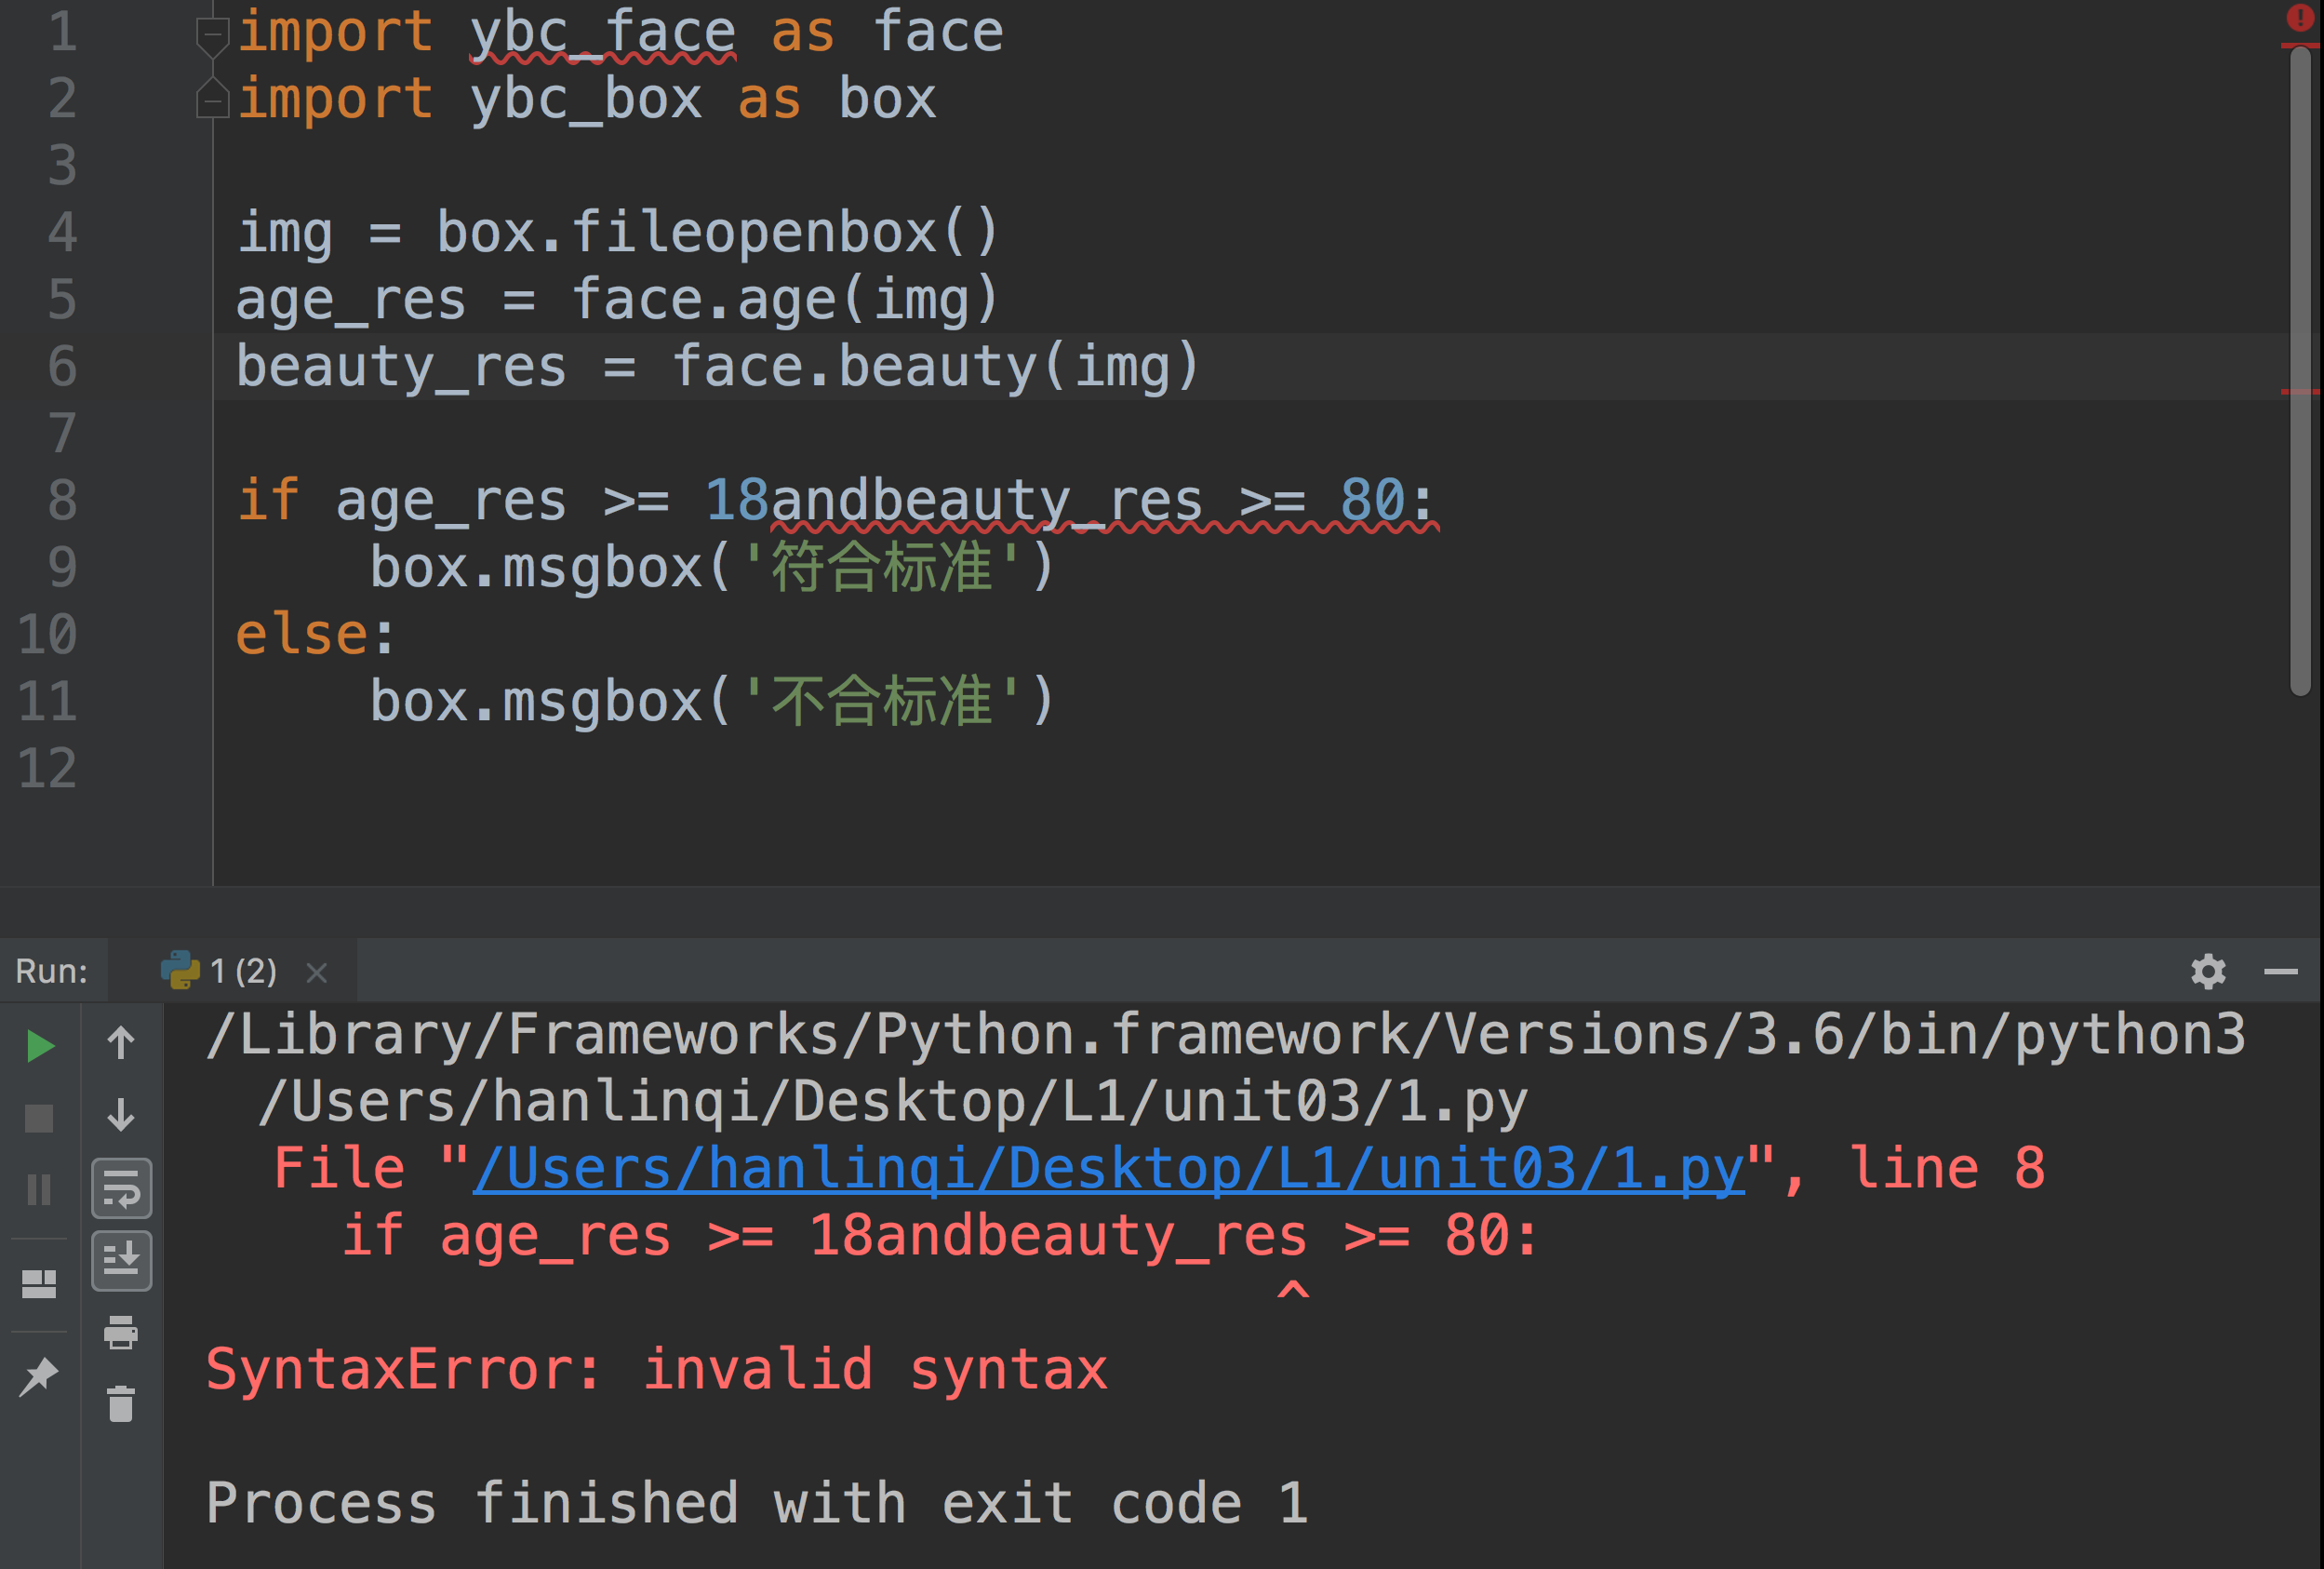 1 import ybc_face as face
2 import ybc_box as box
3
4 img = box.fileopenbox()
5 age_res = face.age(img)
6 beauty_res = face.beauty(img)
7
8 if age_res >= 18andbeauty_res >= 80:
9     box.msgbox('符合标准')
10 else:
11     box.msgbox('不合标准')
12
Run: 1 (2)
/Library/Frameworks/Python.framework/Versions/3.6/bin/python3
/Users/hanlinqi/Desktop/L1/unit03/1.py
File "/Users/hanlinqi/Desktop/L1/unit03/1.py", line 8
if age_res >= 18andbeauty_res >= 80:
^
SyntaxError: invalid syntax
Process finished with exit code 1